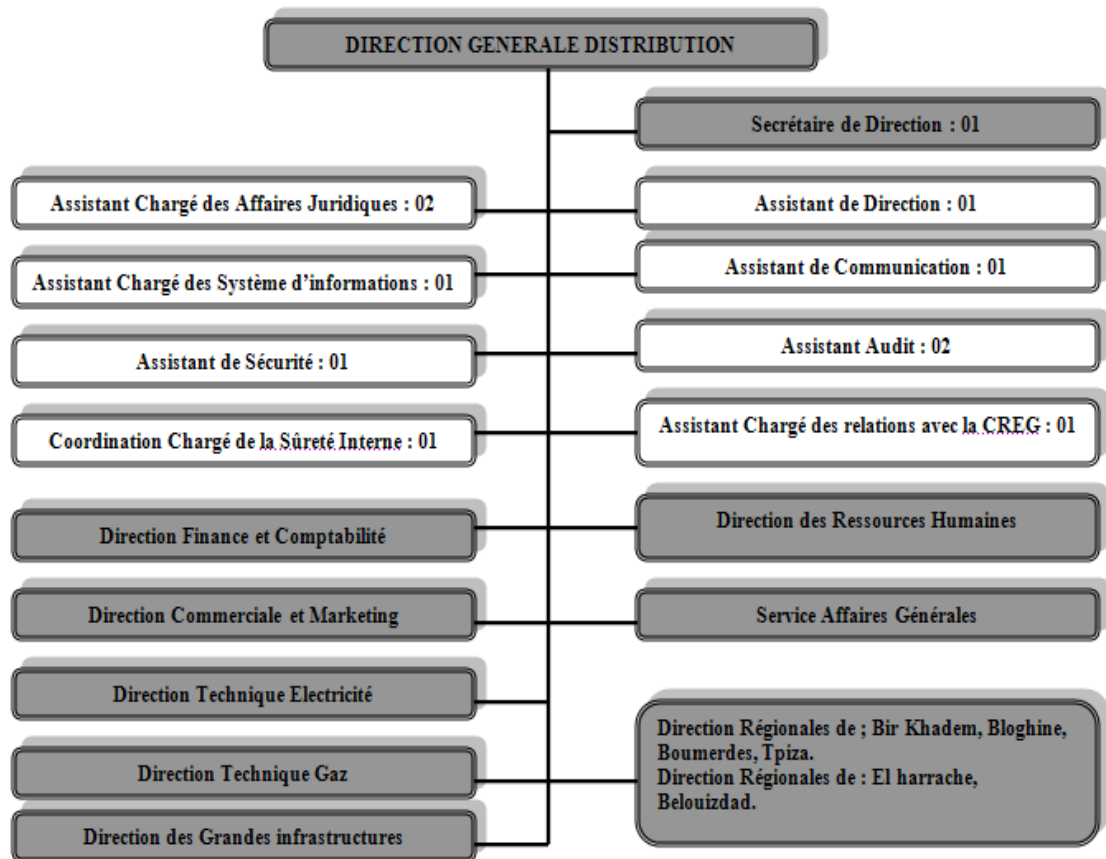 DIRECTION GENERALE DISTRIBUTION
Secrétaire de Direction : 01
Assistant Chargé des Affaires Juridiques : 02
Assistant de Direction : 01
Assistant Chargé des Système d'informations : 01
Assistant de Communication : 01
Assistant de Sécurité : 01
Assistant Audit : 02
Coordination Chargé de la Sûreté Interne : 01
Assistant Chargé des relations avec la CREG : 01
Direction Finance et Comptabilité
Direction des Ressources Humaines
Direction Commerciale et Marketing
Service Affaires Générales
Direction Technique Electricité
Direction Régionales de ; Bir Khadem, Bloghine,
Boumerdes, Tpiza.
Direction Régionales de : El harrache,
Belouizdad.
Direction Technique Gaz
Direction des Grandes infrastructures